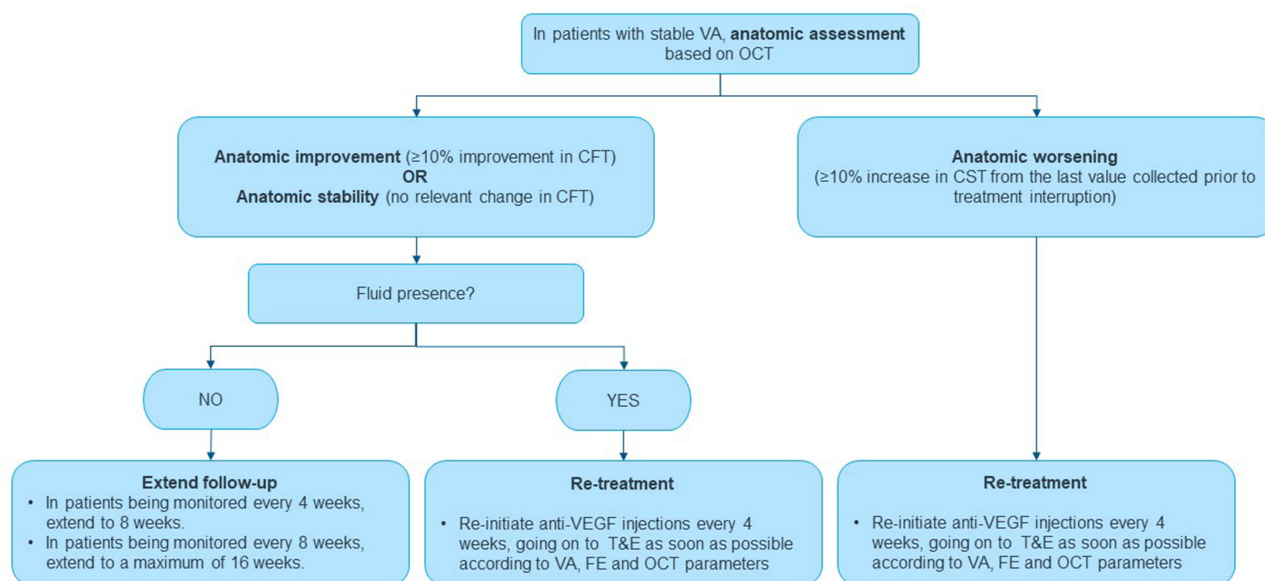 In patients with stable VA, anatomic assessment
based on OCT
Anatomic improvement (≥10% improvement in CFT)
OR
Anatomic stability (no relevant change in CFT)
Anatomic worsening
(≥10% increase in CST from the last value collected prior to
treatment interruption)
Fluid presence?
NO
YES
Extend follow-up
• In patients being monitored every 4 weeks,
extend to 8 weeks.
• In patients being monitored every 8 weeks,
extend to a maximum of 16 weeks.
Re-treatment
• Re-initiate anti-VEGF injections every 4
weeks, going on to T&E as soon as possible
according to VA, FE and OCT parameters
Re-treatment
• Re-initiate anti-VEGF injections every 4
weeks, going on to T&E as soon as possible
according to VA, FE and OCT parameters